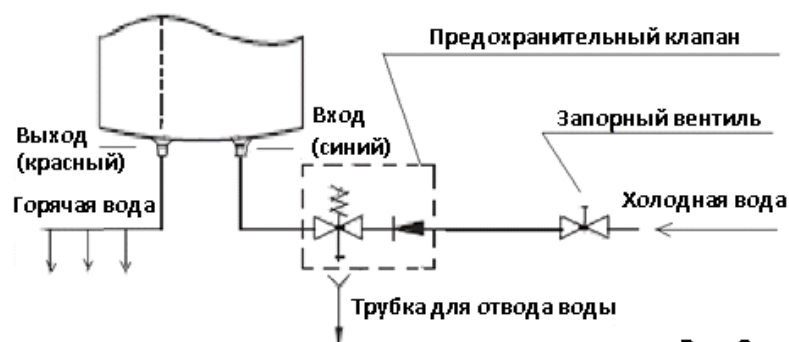 Предохранительный клапан
Вход
(синий)
Запорный вентиль
Выход
(красный)
Горячая вода
Холодная вода
Трубка для отвода воды